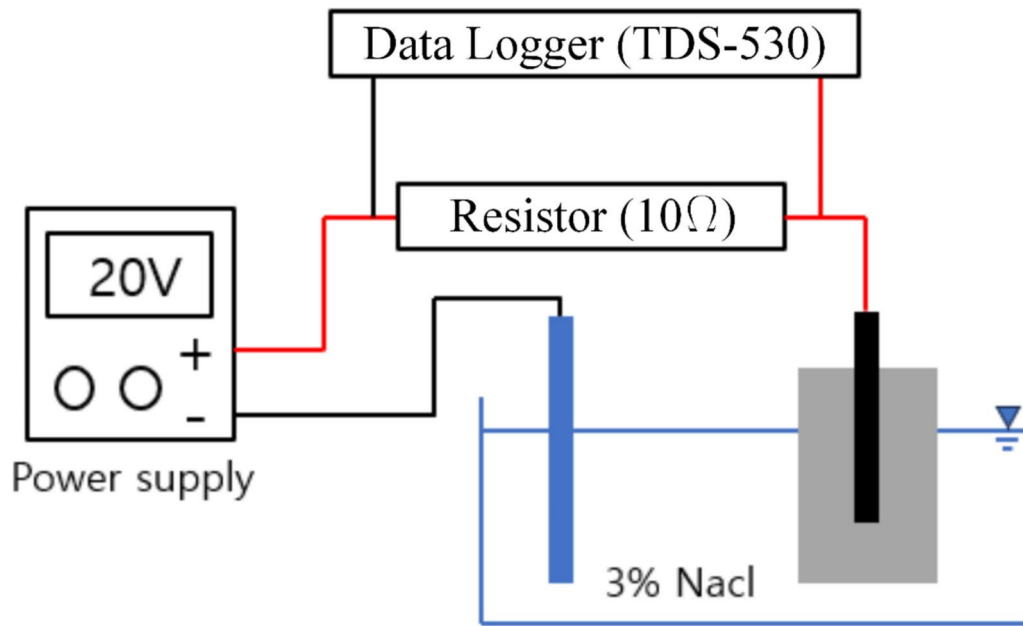 Data Logger (TDS-530)
Resistor (10Ω)
20V
+
-
Power supply
3% Nacl